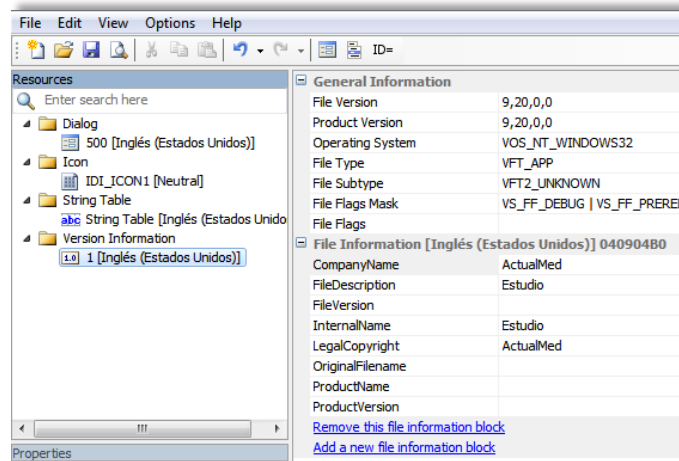 File Edit View Options Help
ID=
Resources
Enter search here
Dialog
500 [Inglés (Estados Unidos)]
Icon
IDI_ICON1 [Neutral]
String Table
abc String Table [Inglés (Estados Unido
Version Information
1.0 1 [Inglés (Estados Unidos)]
Properties
General Information
File Version 9,20,0,0
Product Version 9,20,0,0
Operating System VOS_NT_WINDOWS32
File Type VFT_APP
File Subtype VFT2_UNKNOWN
File Flags Mask VS_FF_DEBUG | VS_FF_PREREI
File Flags
File Information [Inglés (Estados Unidos)] 040904B0
CompanyName ActualMed
FileDescription Estudio
FileVersion
InternalName Estudio
LegalCopyright ActualMed
OriginalFilename
ProductName
ProductVersion
Remove this file information block
Add a new file information block